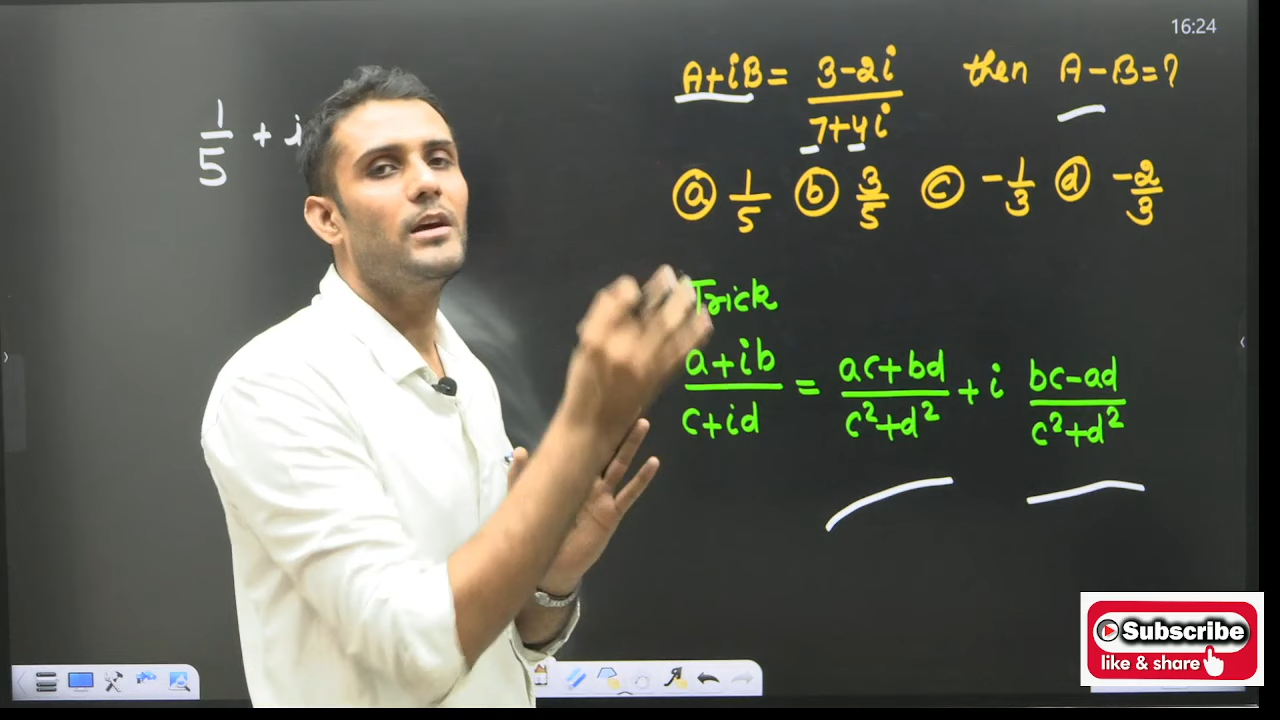 16:24
A+iB = (3-2i)/(7+4i) then A-B=?
ⓐ 1/5 ⓑ 3/5 ⓒ -1/3 ⓓ -2/3
1/5 + i
Trick
(a+ib)/(c+id) = (ac+bd)/(c²+d²) + i (bc-ad)/(c²+d²)
Subscribe
like & share